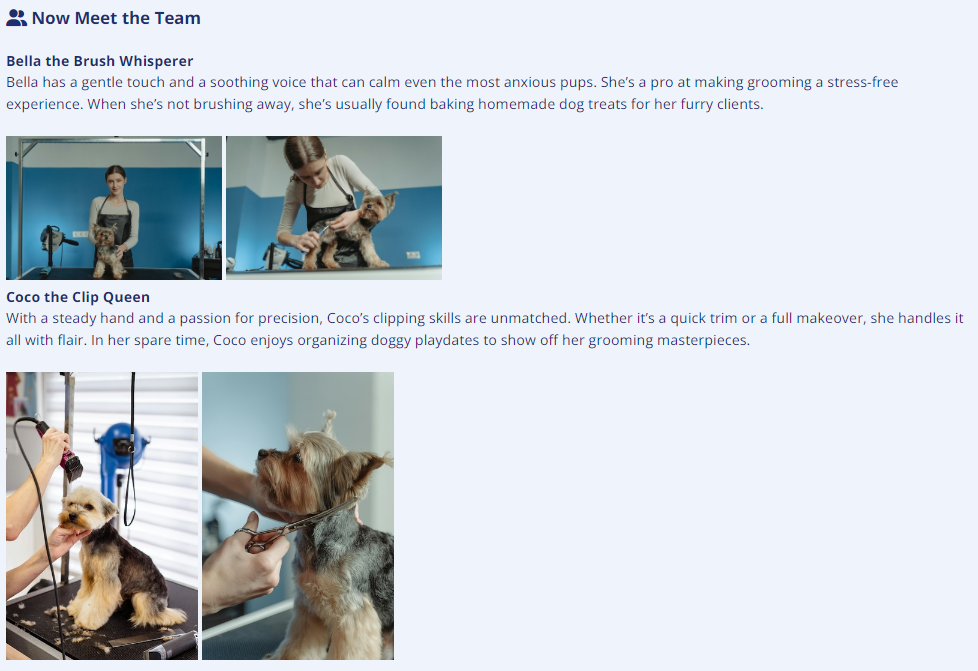 Now Meet the Team
Bella the Brush Whisperer
Bella has a gentle touch and a soothing voice that can calm even the most anxious pups. She’s a pro at making grooming a stress-free
experience. When she’s not brushing away, she’s usually found baking homemade dog treats for her furry clients.
Coco the Clip Queen
With a steady hand and a passion for precision, Coco’s clipping skills are unmatched. Whether it’s a quick trim or a full makeover, she handles it
all with flair. In her spare time, Coco enjoys organizing doggy playdates to show off her grooming masterpieces.